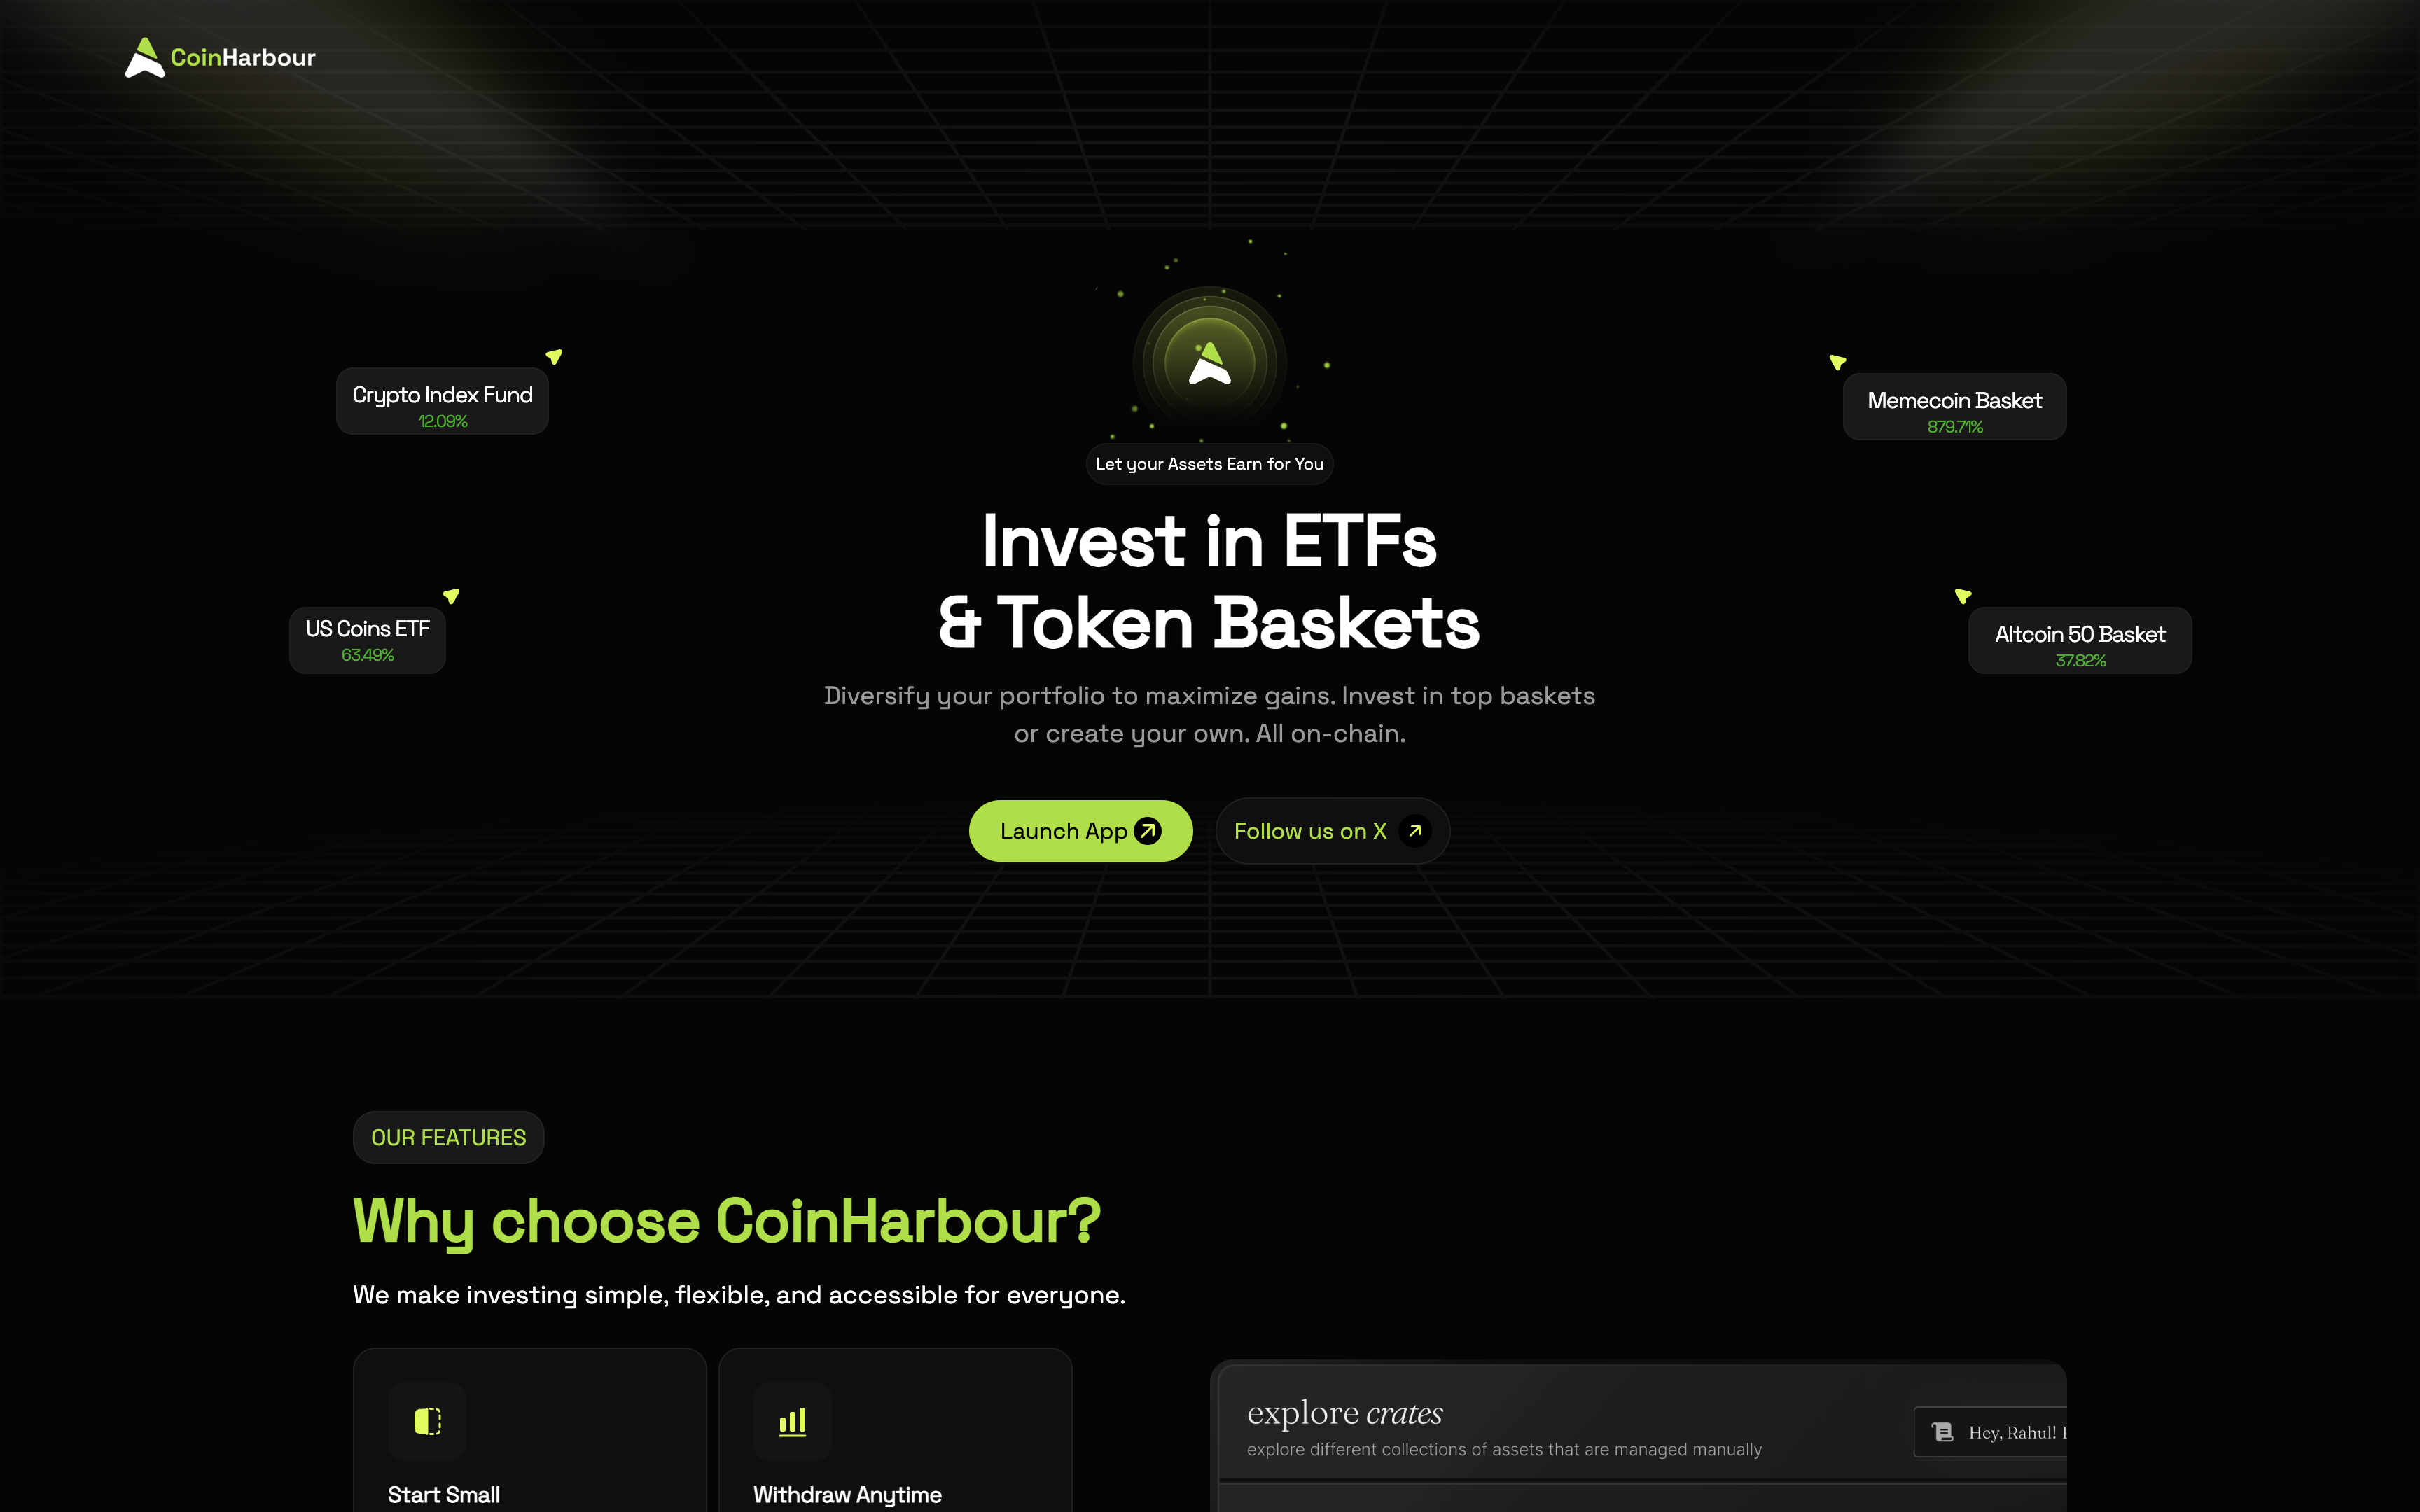 CoinHarbour
Crypto Index Fund
12.09%
Memecoin Basket
879.71%
Let your Assets Earn for You
Invest in ETFs
& Token Baskets
US Coins ETF
63.49%
Altcoin 50 Basket
37.82%
Diversify your portfolio to maximize gains. Invest in top baskets
or create your own. All on-chain.
Launch App
Follow us on X
OUR FEATURES
Why choose CoinHarbour?
We make investing simple, flexible, and accessible for everyone.
Start Small
Withdraw Anytime
explore crates
explore different collections of assets that are managed manually
Hey, Rahul!